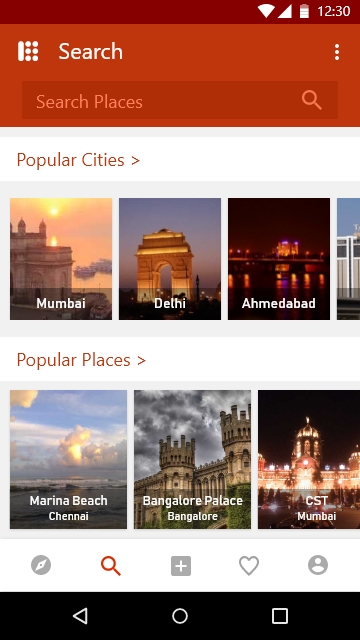 12:30
Search
Search Places
Popular Cities >
Mumbai
Delhi
Ahmedabad
Popular Places >
Marina Beach
Chennai
Bangalore Palace
Bangalore
CST
Mumbai